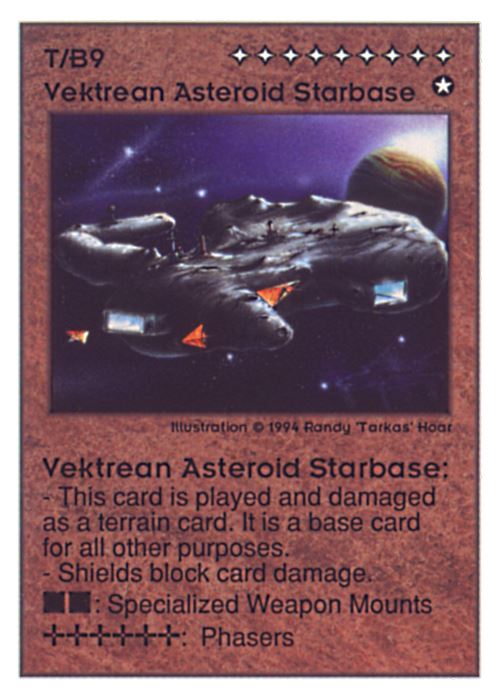 T/B9
Vektrean Asteroid Starbase
Illustration © 1994 Randy 'Tarkas' Hoar
Vektrean Asteroid Starbase:
- This card is played and damaged
as a terrain card. It is a base card
for all other purposes.
- Shields block card damage.
: Specialized Weapon Mounts
: Phasers